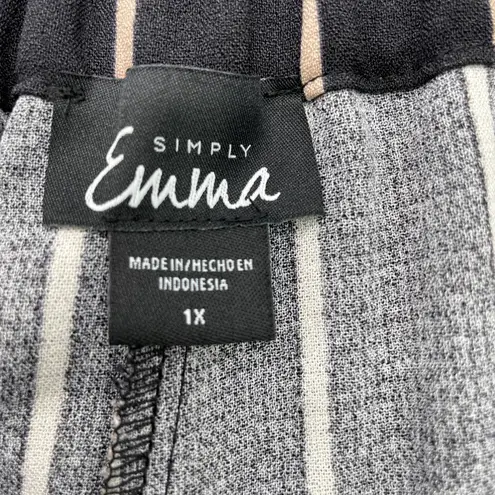 SIMPLY
Emma
MADE IN/HECHO EN
INDONESIA
1X